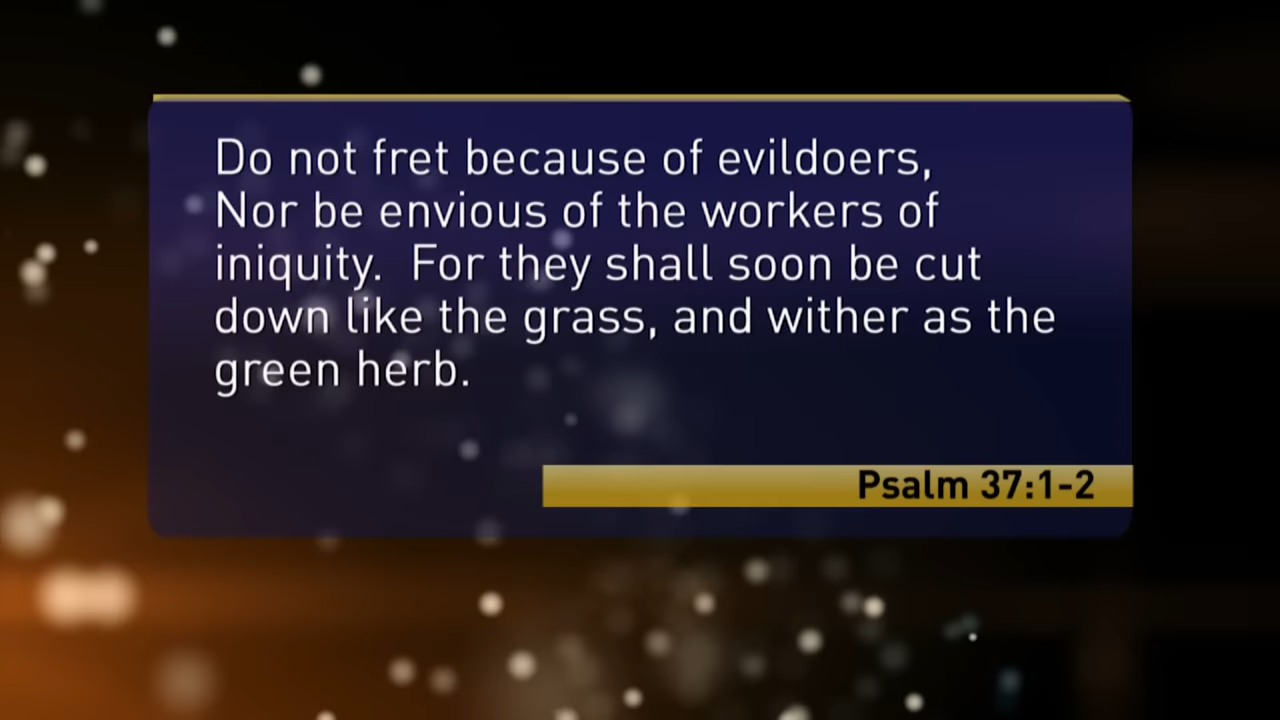 Do not fret because of evildoers,
Nor be envious of the workers of
iniquity.  For they shall soon be cut
down like the grass, and wither as the
green herb.
Psalm 37:1-2